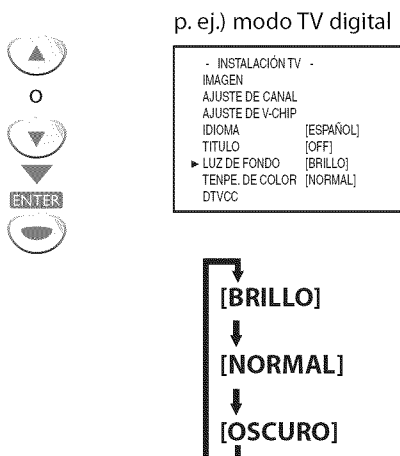 p. ej.) modo TV digital
- INSTALACIÓN TV -
IMAGEN
AJUSTE DE CANAL
AJUSTE DE V-CHIP
IDIOMA [ESPAÑOL]
TITULO [OFF]
► LUZ DE FONDO [BRILLO]
TENPE. DE COLOR [NORMAL]
DTVCC
O
ENTER
[BRILLO]
[NORMAL]
[OSCURO]